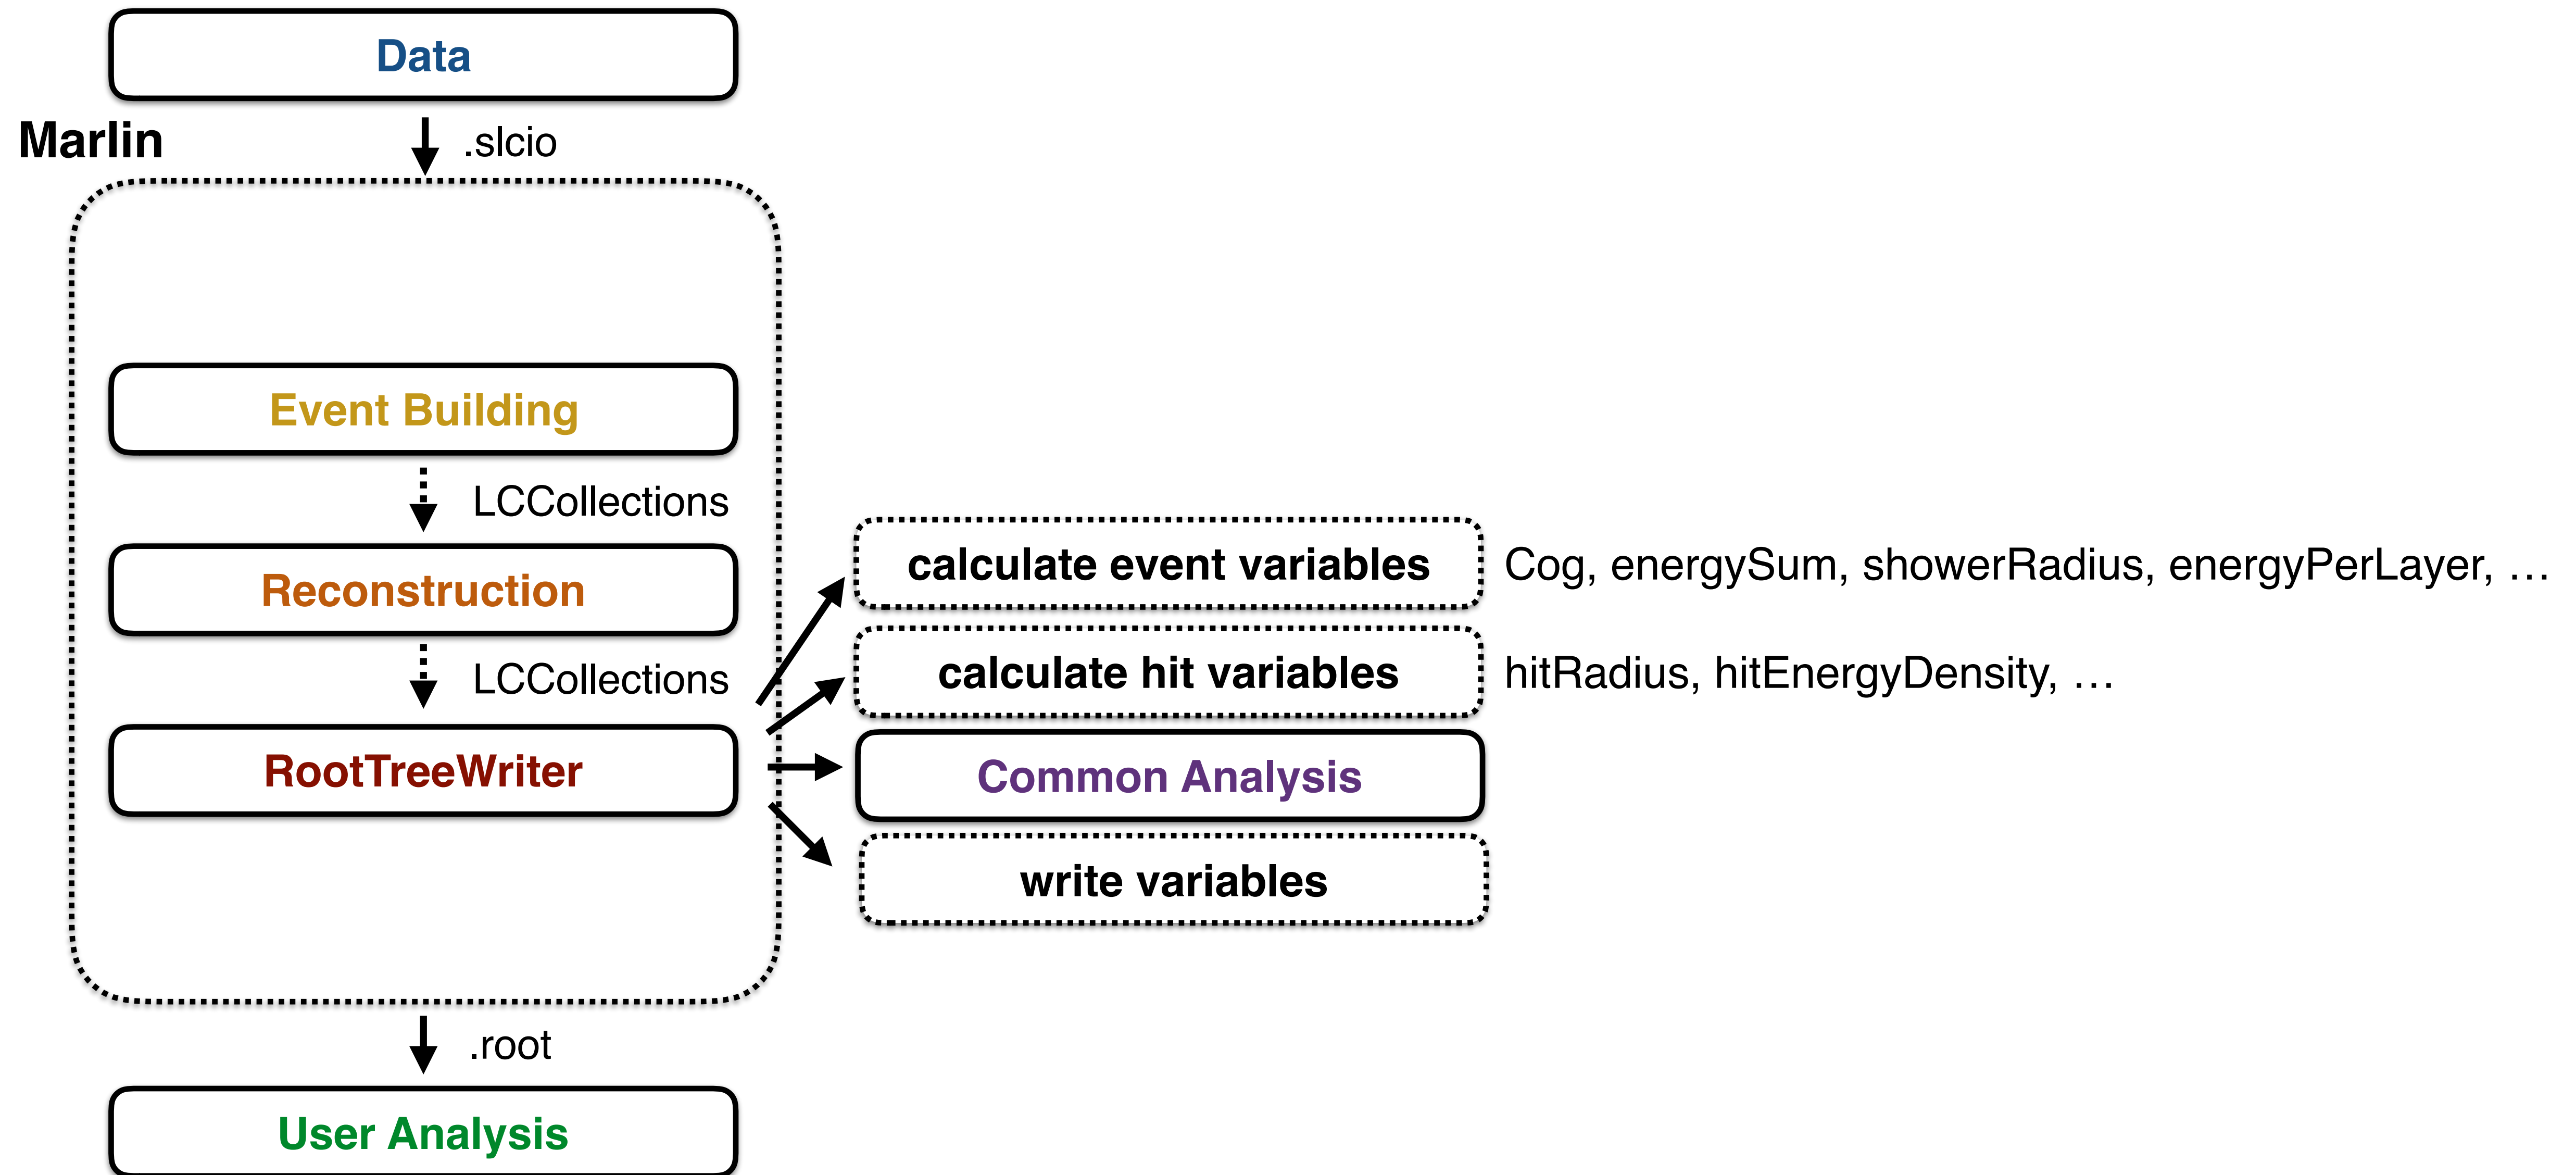 Data
Marlin
.slcio
Event Building
LCCollections
Reconstruction
LCCollections
RootTreeWriter
calculate event variables
Cog, energySum, showerRadius, energyPerLayer, …
calculate hit variables
hitRadius, hitEnergyDensity, …
Common Analysis
write variables
.root
User Analysis